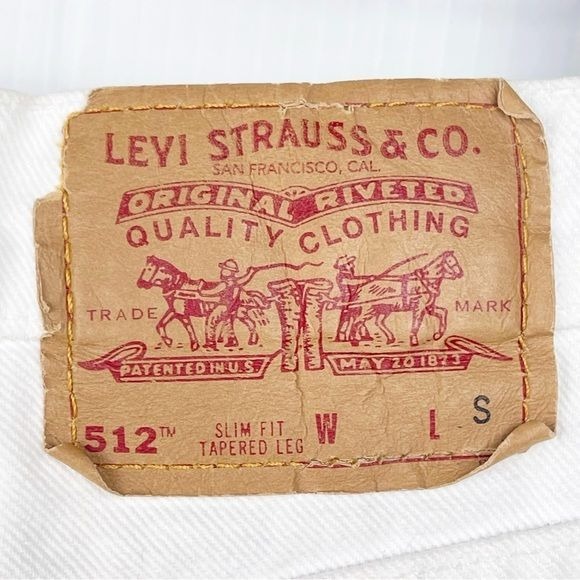 LEVI STRAUSS & CO.
SAN FRANCISCO, CAL.
ORIGINAL RIVETED
QUALITY CLOTHING
TRADE MARK
PATENTED IN U.S. MAY 20 1873
512™ SLIM FIT W L S
TAPERED LEG